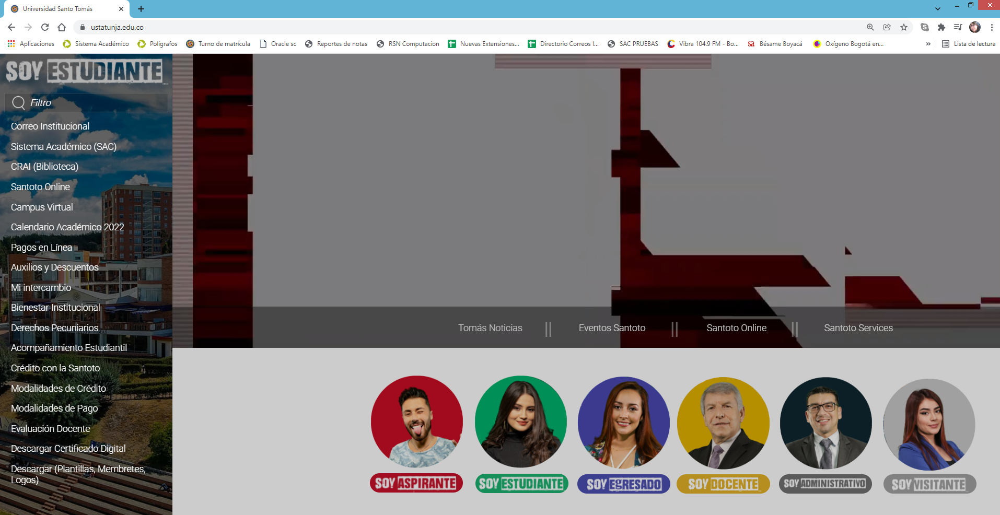 Universidad Santo Tomás
ustatunja.edu.co
Aplicaciones
Sistema Académico
Poligrafos
Turno de matrícula
Oracle sc
Reportes de notas
RSN Computacion
Nuevas Extensiones...
Directorio Correos I...
SAC PRUEBAS
Vibra 104.9 FM - Bo...
Bésame Boyacá
Oxígeno Bogotá en...
»
Lista de lectura
SOY ESTUDIANTE
Filtro
Correo Institucional
Sistema Académico (SAC)
CRAI (Biblioteca)
Santoto Online
Campus Virtual
Calendario Académico 2022
Pagos en Línea
Auxilios y Descuentos
Mi intercambio
Bienestar Institucional
Derechos Pecuniarios
Acompañamiento Estudiantil
Crédito con la Santoto
Modalidades de Crédito
Modalidades de Pago
Evaluación Docente
Descargar Certificado Digital
Descargar (Plantillas, Membretes,
Logos)
Tomás Noticias || Eventos Santoto || Santoto Online || Santoto Services
SOY ASPIRANTE
SOY ESTUDIANTE
SOY EGRESADO
SOY DOCENTE
SOY ADMINISTRATIVO
SOY VISITANTE